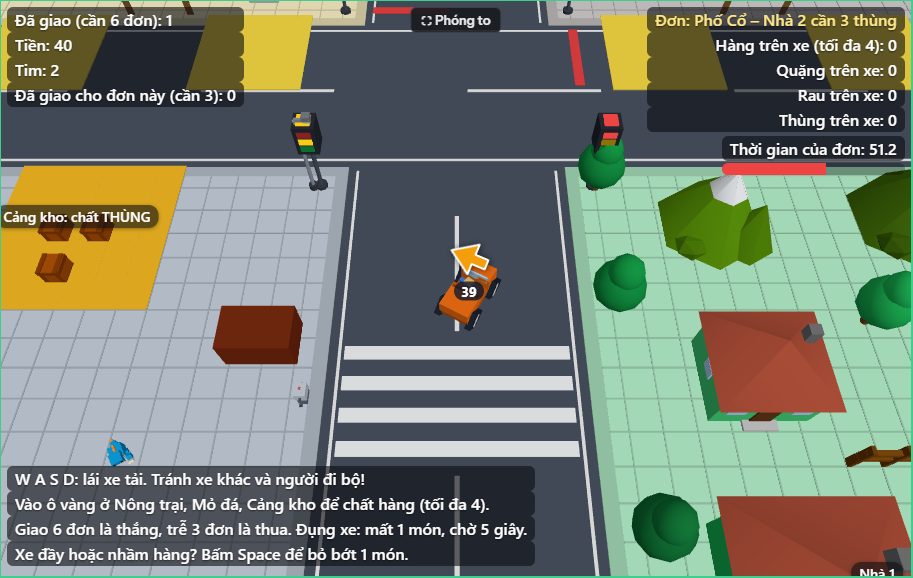 Đã giao (cần 6 đơn): 1
Tiền: 40
Tim: 2
Đã giao cho đơn này (cần 3): 0
Phóng to
Đơn: Phố Cổ – Nhà 2 cần 3 thùng
Hàng trên xe (tối đa 4): 0
Quặng trên xe: 0
Rau trên xe: 0
Thùng trên xe: 0
Thời gian của đơn: 51.2
Cảng kho: chất THÙNG
39
W A S D: lái xe tải. Tránh xe khác và người đi bộ!
Vào ô vàng ở Nông trại, Mỏ đá, Cảng kho để chất hàng (tối đa 4).
Giao 6 đơn là thắng, trễ 3 đơn là thua. Đụng xe: mất 1 món, chờ 5 giây.
Xe đầy hoặc nhầm hàng? Bấm Space để bỏ bớt 1 món.
Nhà 1